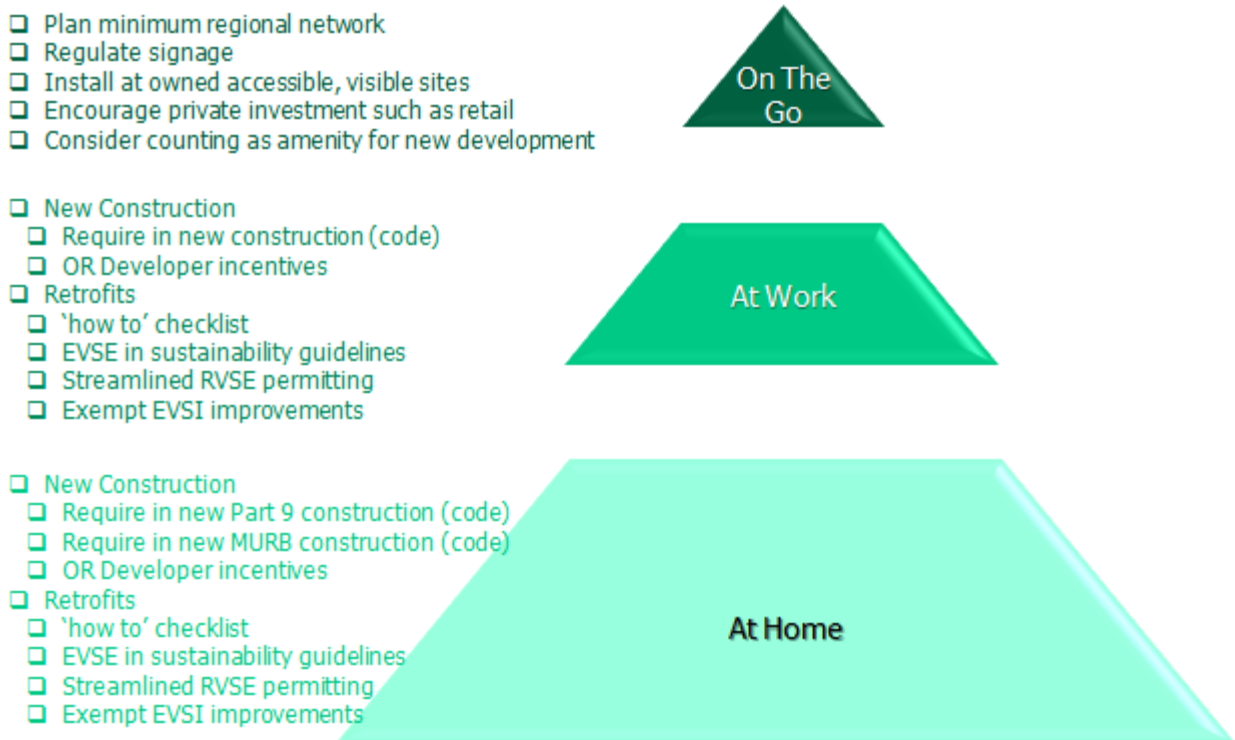 Plan minimum regional network
Regulate signage
Install at owned accessible, visible sites
Encourage private investment such as retail
Consider counting as amenity for new development
On The
Go
New Construction
Require in new construction (code)
OR Developer incentives
Retrofits
‘how to’ checklist
EVSE in sustainability guidelines
Streamlined RVSE permitting
Exempt EVSI improvements
At Work
New Construction
Require in new Part 9 construction (code)
Require in new MURB construction (code)
OR Developer incentives
Retrofits
‘how to’ checklist
EVSE in sustainability guidelines
Streamlined RVSE permitting
Exempt EVSI improvements
At Home